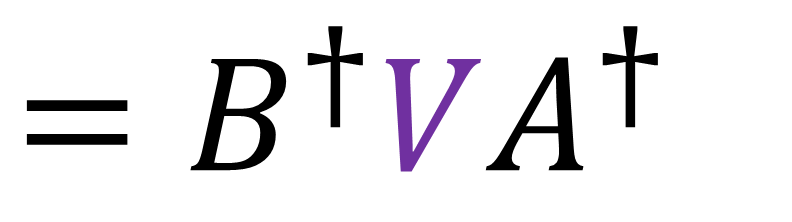 = B†VA†